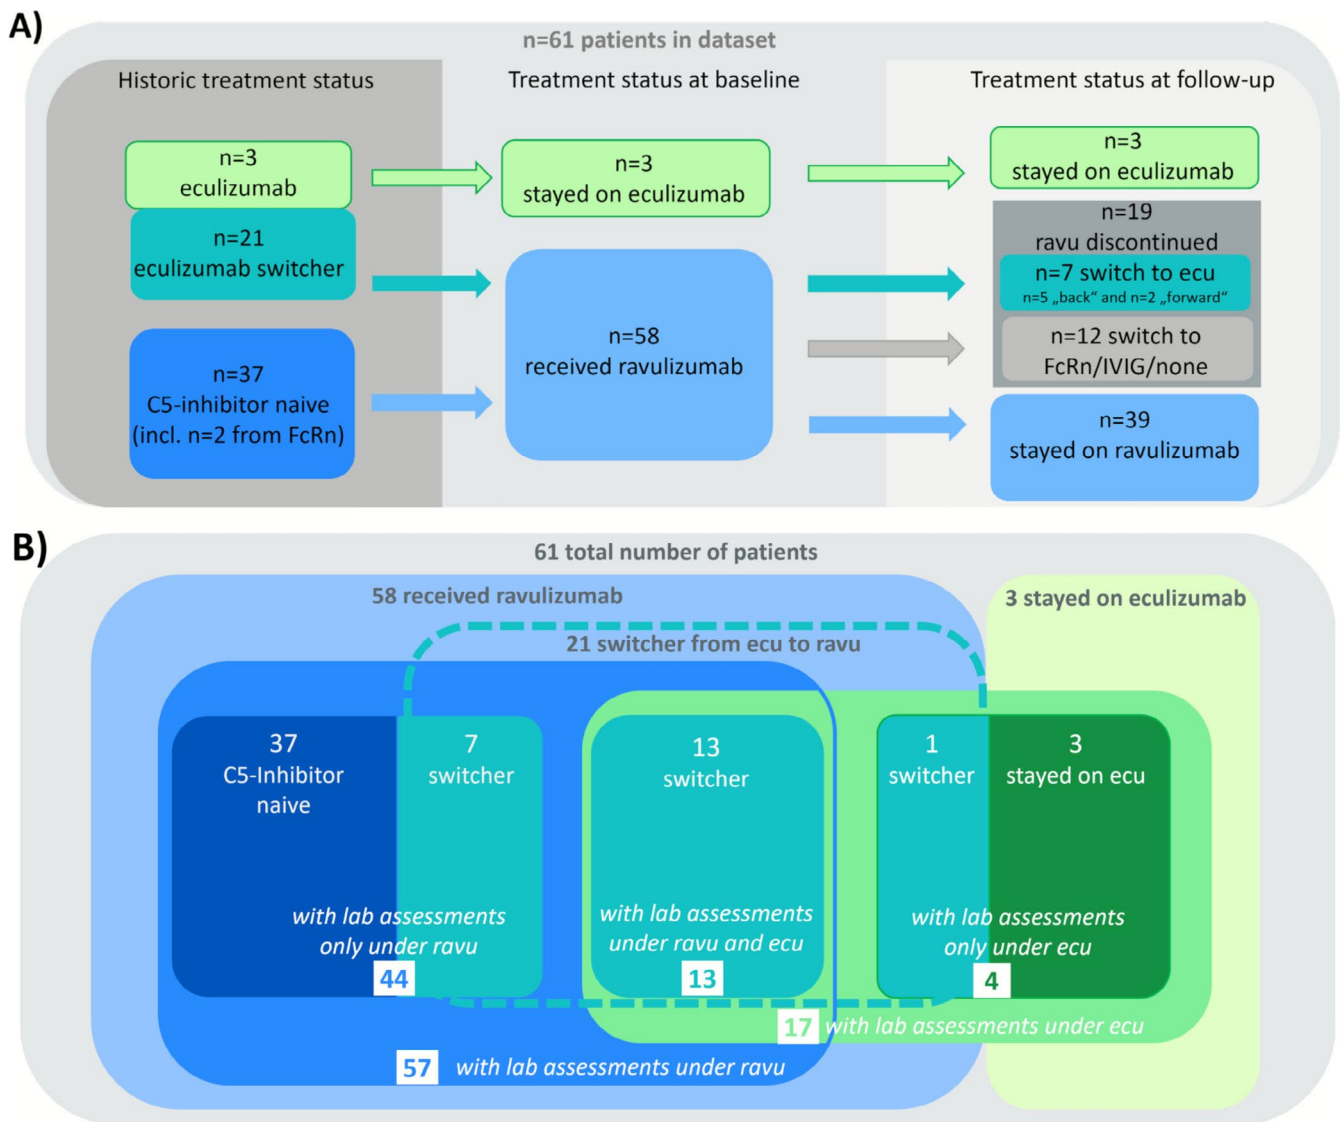 A)
n=61 patients in dataset
Historic treatment status
Treatment status at baseline
Treatment status at follow-up
n=3
eculizumab
n=21
eculizumab switcher
n=37
C5-inhibitor naive
(incl. n=2 from FcRn)
n=3
stayed on eculizumab
n=58
received ravulizumab
n=3
stayed on eculizumab
n=19
ravu discontinued
n=7 switch to ecu
n=5 „back“ and n=2 „forward“
n=12 switch to
FcRn/IVIG/none
n=39
stayed on ravulizumab
B)
61 total number of patients
58 received ravulizumab
3 stayed on eculizumab
21 switcher from ecu to ravu
37
C5-Inhibitor
naive
7
switcher
with lab assessments
only under ravu
44
13
switcher
with lab assessments
under ravu and ecu
13
1
switcher
3
stayed on ecu
with lab assessments
only under ecu
4
17 with lab assessments under ecu
57 with lab assessments under ravu